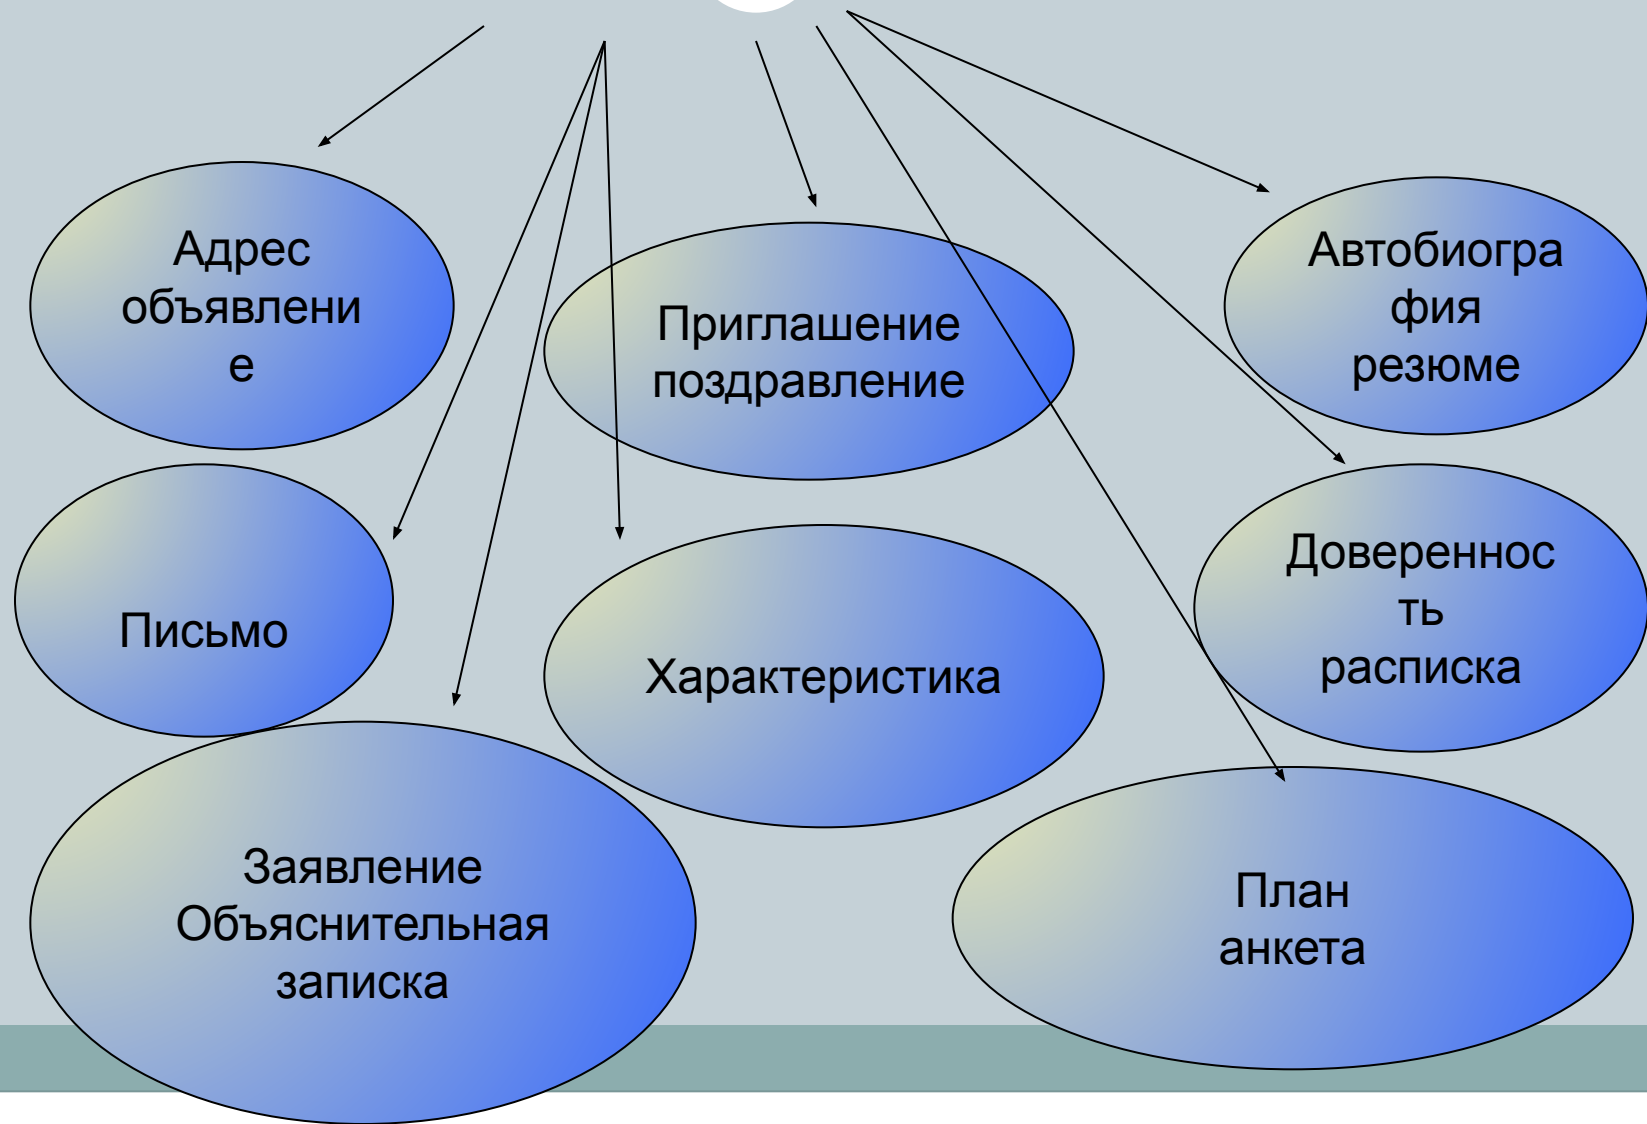 Адрес
объявлени
е
Приглашение
поздравление
Автобиогра
фия
резюме
Письмо
Характеристика
Довереннос
ть
расписка
Заявление
Объяснительная
записка
План
анкета